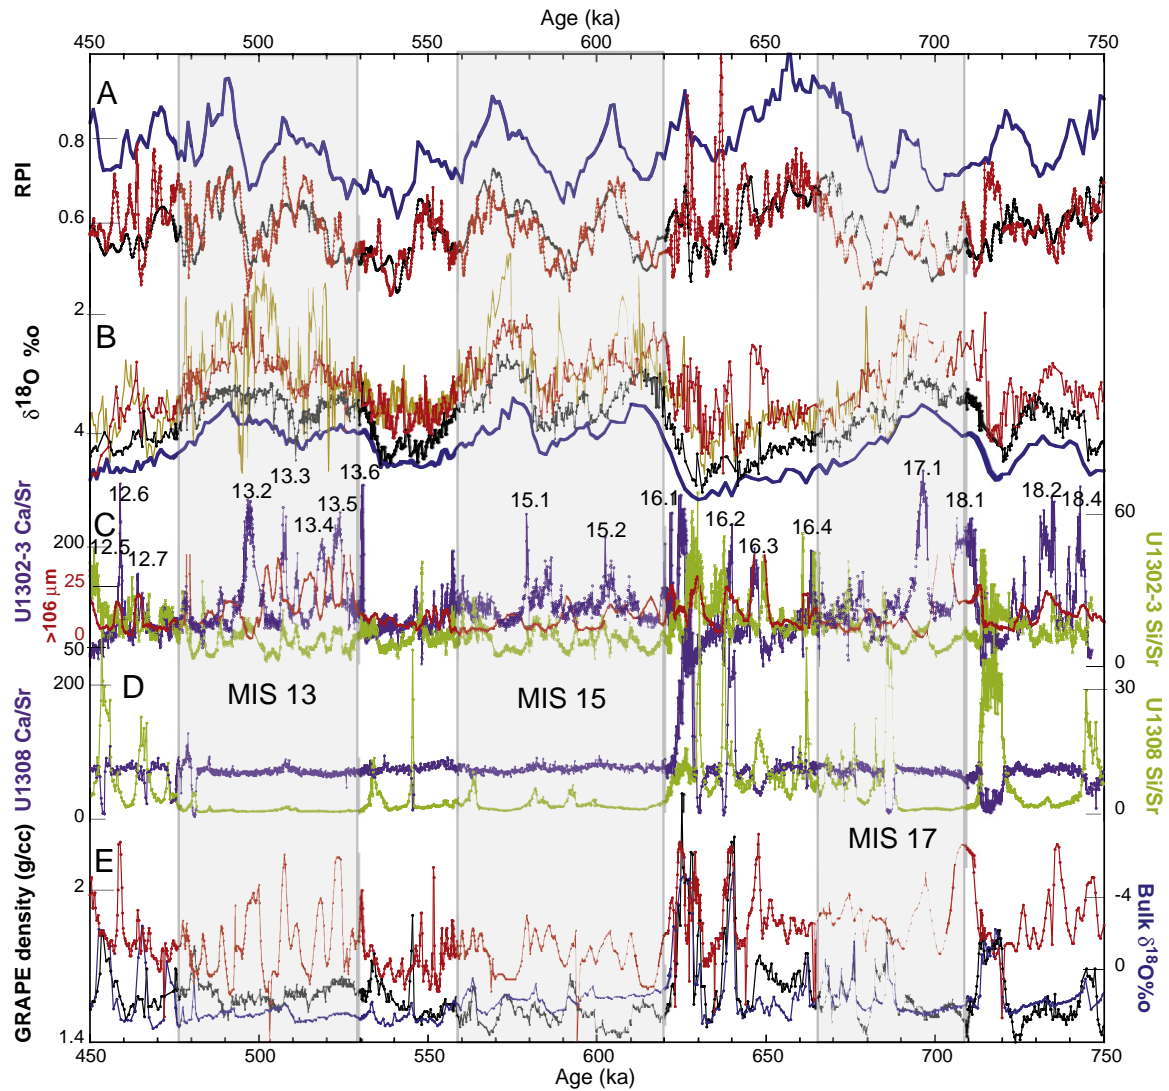 Age (ka)
450 500 550 600 650 700 750
A
0.8
RPI
0.6
2
B
δ18O %o
4
13.3
13.6
17.1
12.6
13.2
13.5
15.1
16.1
18.1
18.2
18.4
60
C
13.4
15.2
16.2
16.4
12.5
12.7
16.3
200
U1302-3 Ca/Sr
25
>106 μm
0
50
U1302-3 Si/Sr
0
D
200
MIS 13
MIS 15
30
U1308 Ca/Sr
U1308 Si/Sr
0
0
MIS 17
E
2
-4
GRAPE density (g/cc)
0
Bulk δ18O%o
1.4
450 500 550 600 650 700 750
Age (ka)